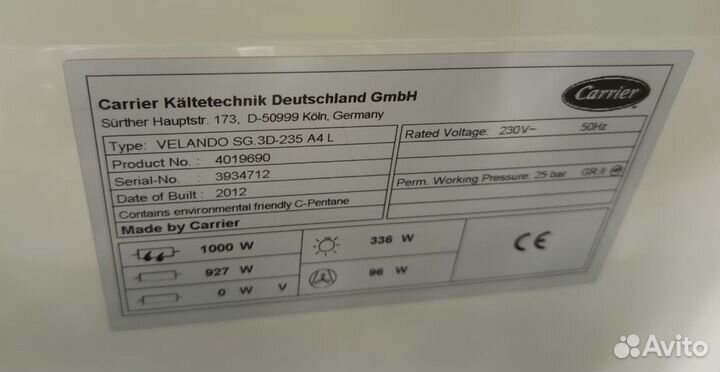 Carrier Kältetechnik Deutschland GmbH
Sürther Hauptstr. 173, D-50999 Köln, Germany
Carrier
Type: VELANDO SG.3D-235 A4 L
Product No.: 4019690
Serial-No.: 3934712
Date of Built: 2012
Contains environmental friendly C-Pentane
Made by Carrier
Rated Voltage: 230V~ 50Hz
Perm. Working Pressure: 25 bar GR.II
1000 W
927 W
0 W V
336 W
96 W
CE
Avito